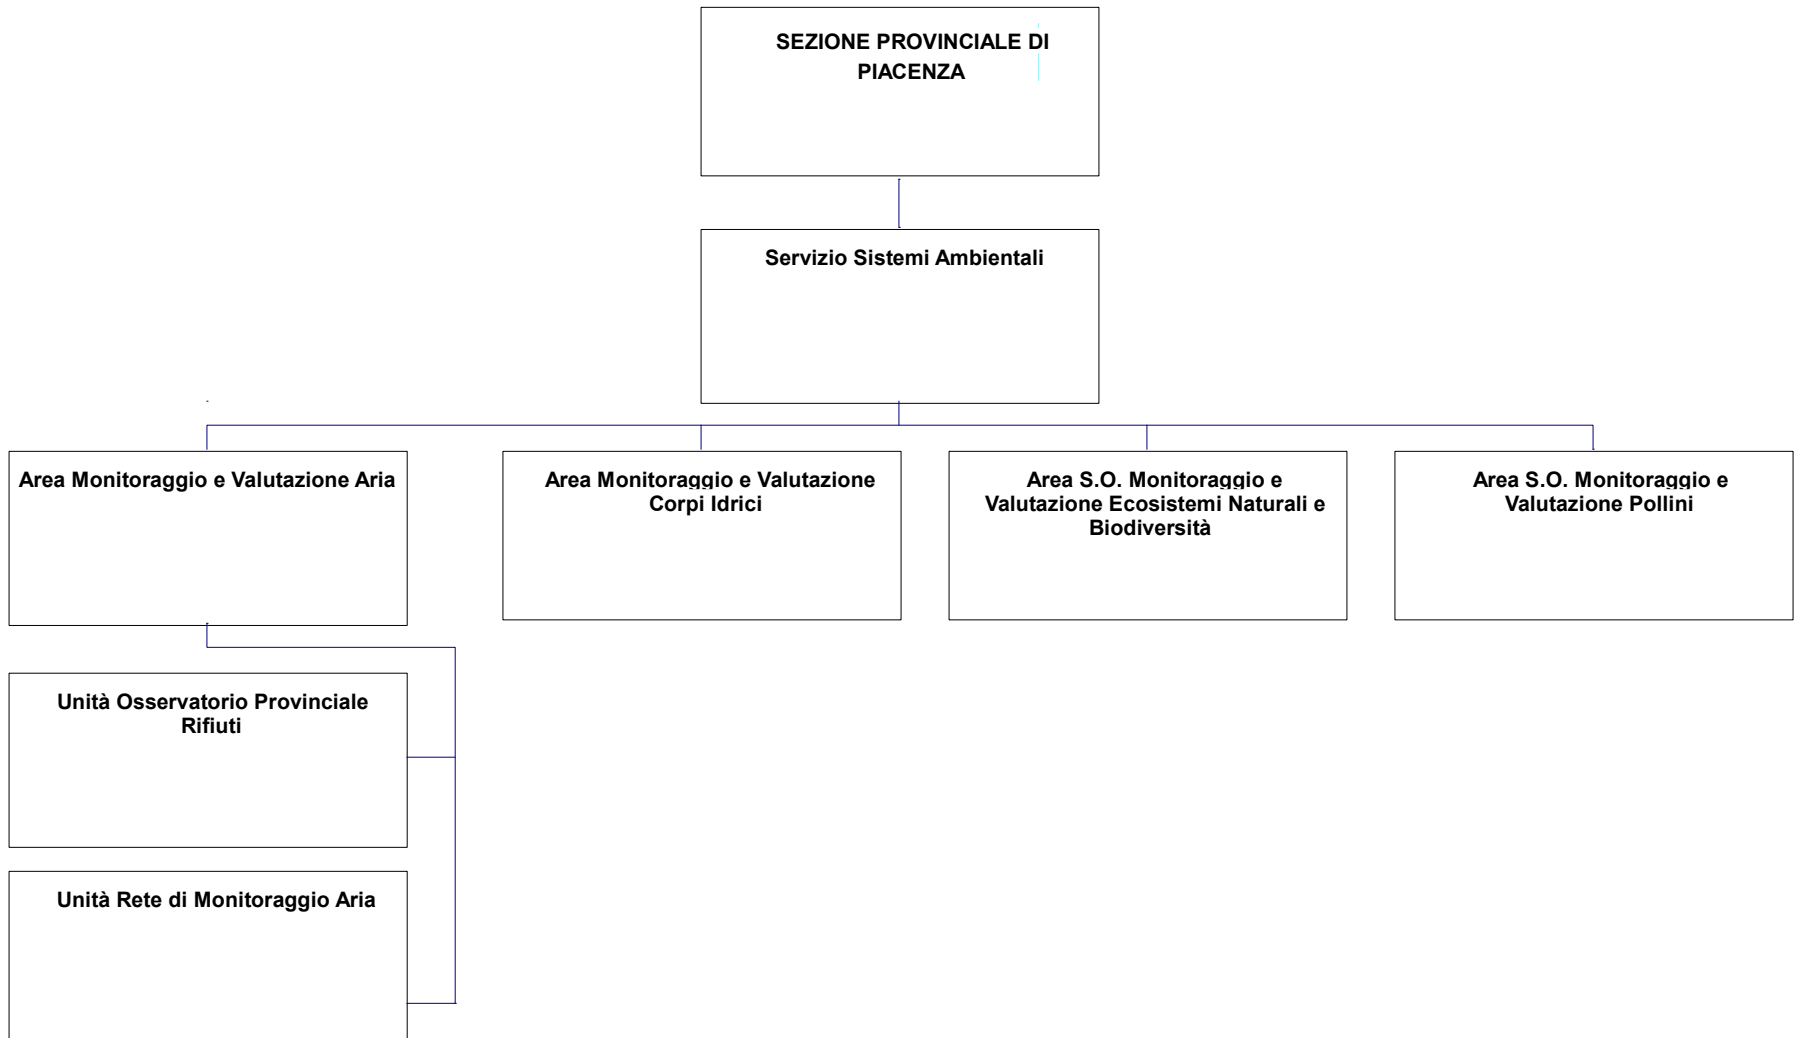 SEZIONE PROVINCIALE DI
PIACENZA
Servizio Sistemi Ambientali
Area Monitoraggio e Valutazione Aria
Area Monitoraggio e Valutazione
Corpi Idrici
Area S.O. Monitoraggio e
Valutazione Ecosistemi Naturali e
Biodiversità
Area S.O. Monitoraggio e
Valutazione Pollini
Unità Osservatorio Provinciale
Rifiuti
Unità Rete di Monitoraggio Aria